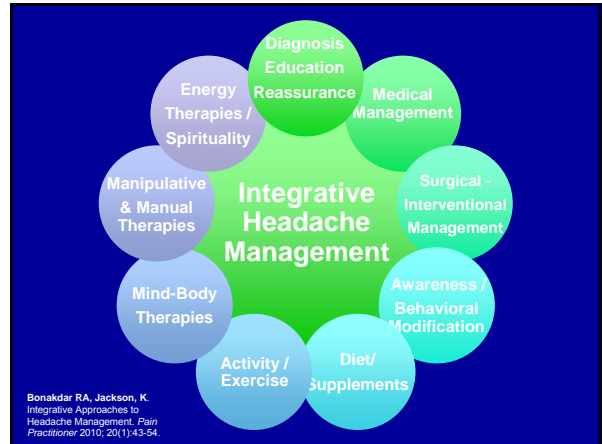 Diagnosis
Education
Reassurance
Medical
Management
Surgical -
Interventional
Management
Awareness /
Behavioral
Modification
Diet/
Supplements
Activity /
Exercise
Mind-Body
Therapies
Manipulative
& Manual
Therapies
Energy
Therapies /
Spirituality
Integrative
Headache
Management
Bonakdar RA, Jackson, K.
Integrative Approaches to
Headache Management. Pain
Practitioner 2010; 20(1):43-54.